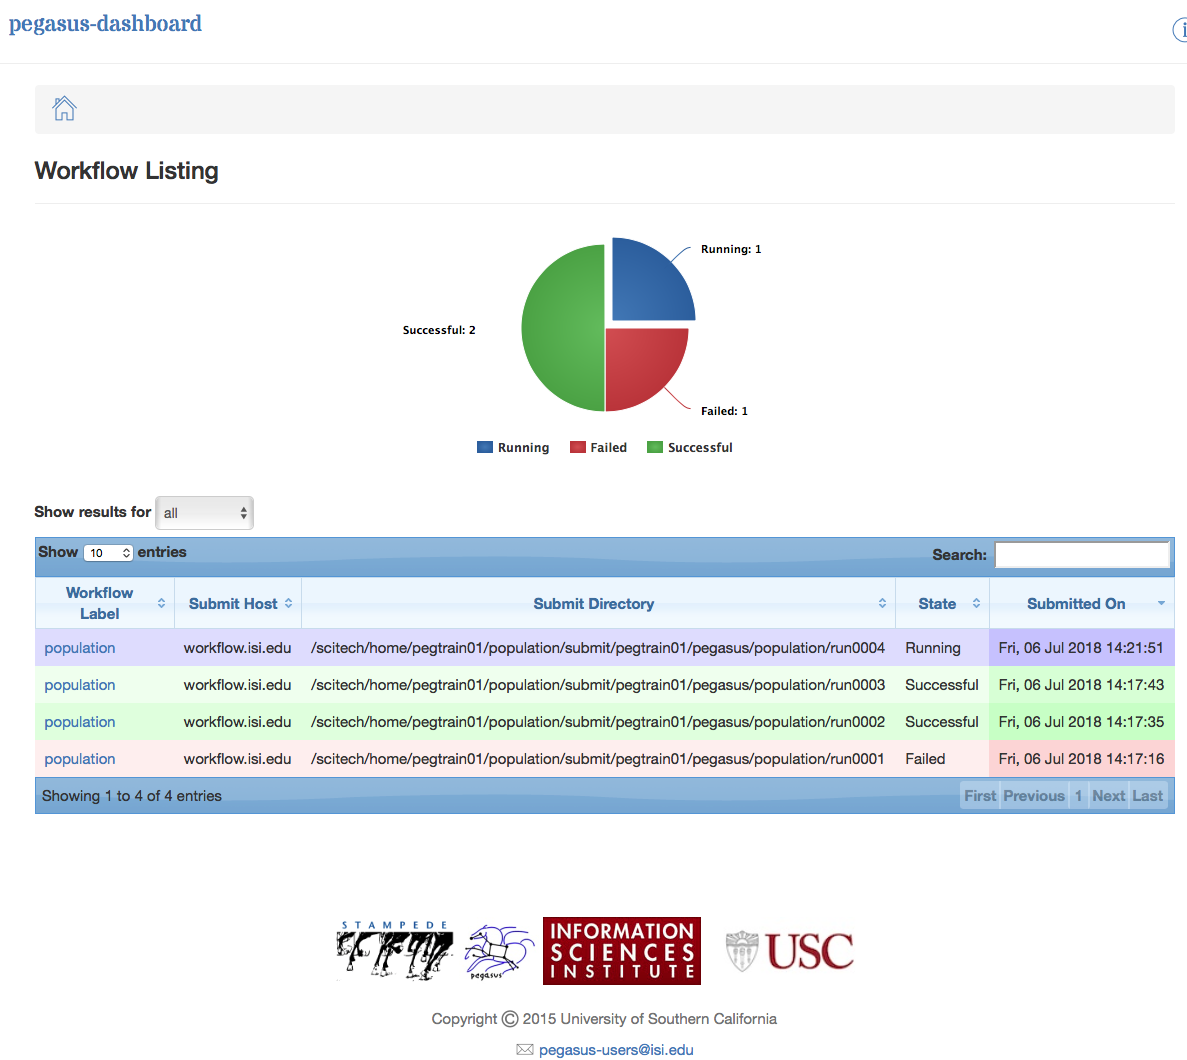 pegasus-dashboard
i
Workflow Listing
Running: 1
Successful: 2
Failed: 1
Running Failed Successful
Show results for all
Show 10 entries Search:
Workflow Label Submit Host Submit Directory State Submitted On
population workflow.isi.edu /scitech/home/pegtrain01/population/submit/pegtrain01/pegasus/population/run0004 Running Fri, 06 Jul 2018 14:21:51
population workflow.isi.edu /scitech/home/pegtrain01/population/submit/pegtrain01/pegasus/population/run0003 Successful Fri, 06 Jul 2018 14:17:43
population workflow.isi.edu /scitech/home/pegtrain01/population/submit/pegtrain01/pegasus/population/run0002 Successful Fri, 06 Jul 2018 14:17:35
population workflow.isi.edu /scitech/home/pegtrain01/population/submit/pegtrain01/pegasus/population/run0001 Failed Fri, 06 Jul 2018 14:17:16
Showing 1 to 4 of 4 entries First Previous 1 Next Last
STAMPEDE
pegasus
INFORMATION
SCIENCES
INSTITUTE
USC
Copyright © 2015 University of Southern California
pegasus-users@isi.edu